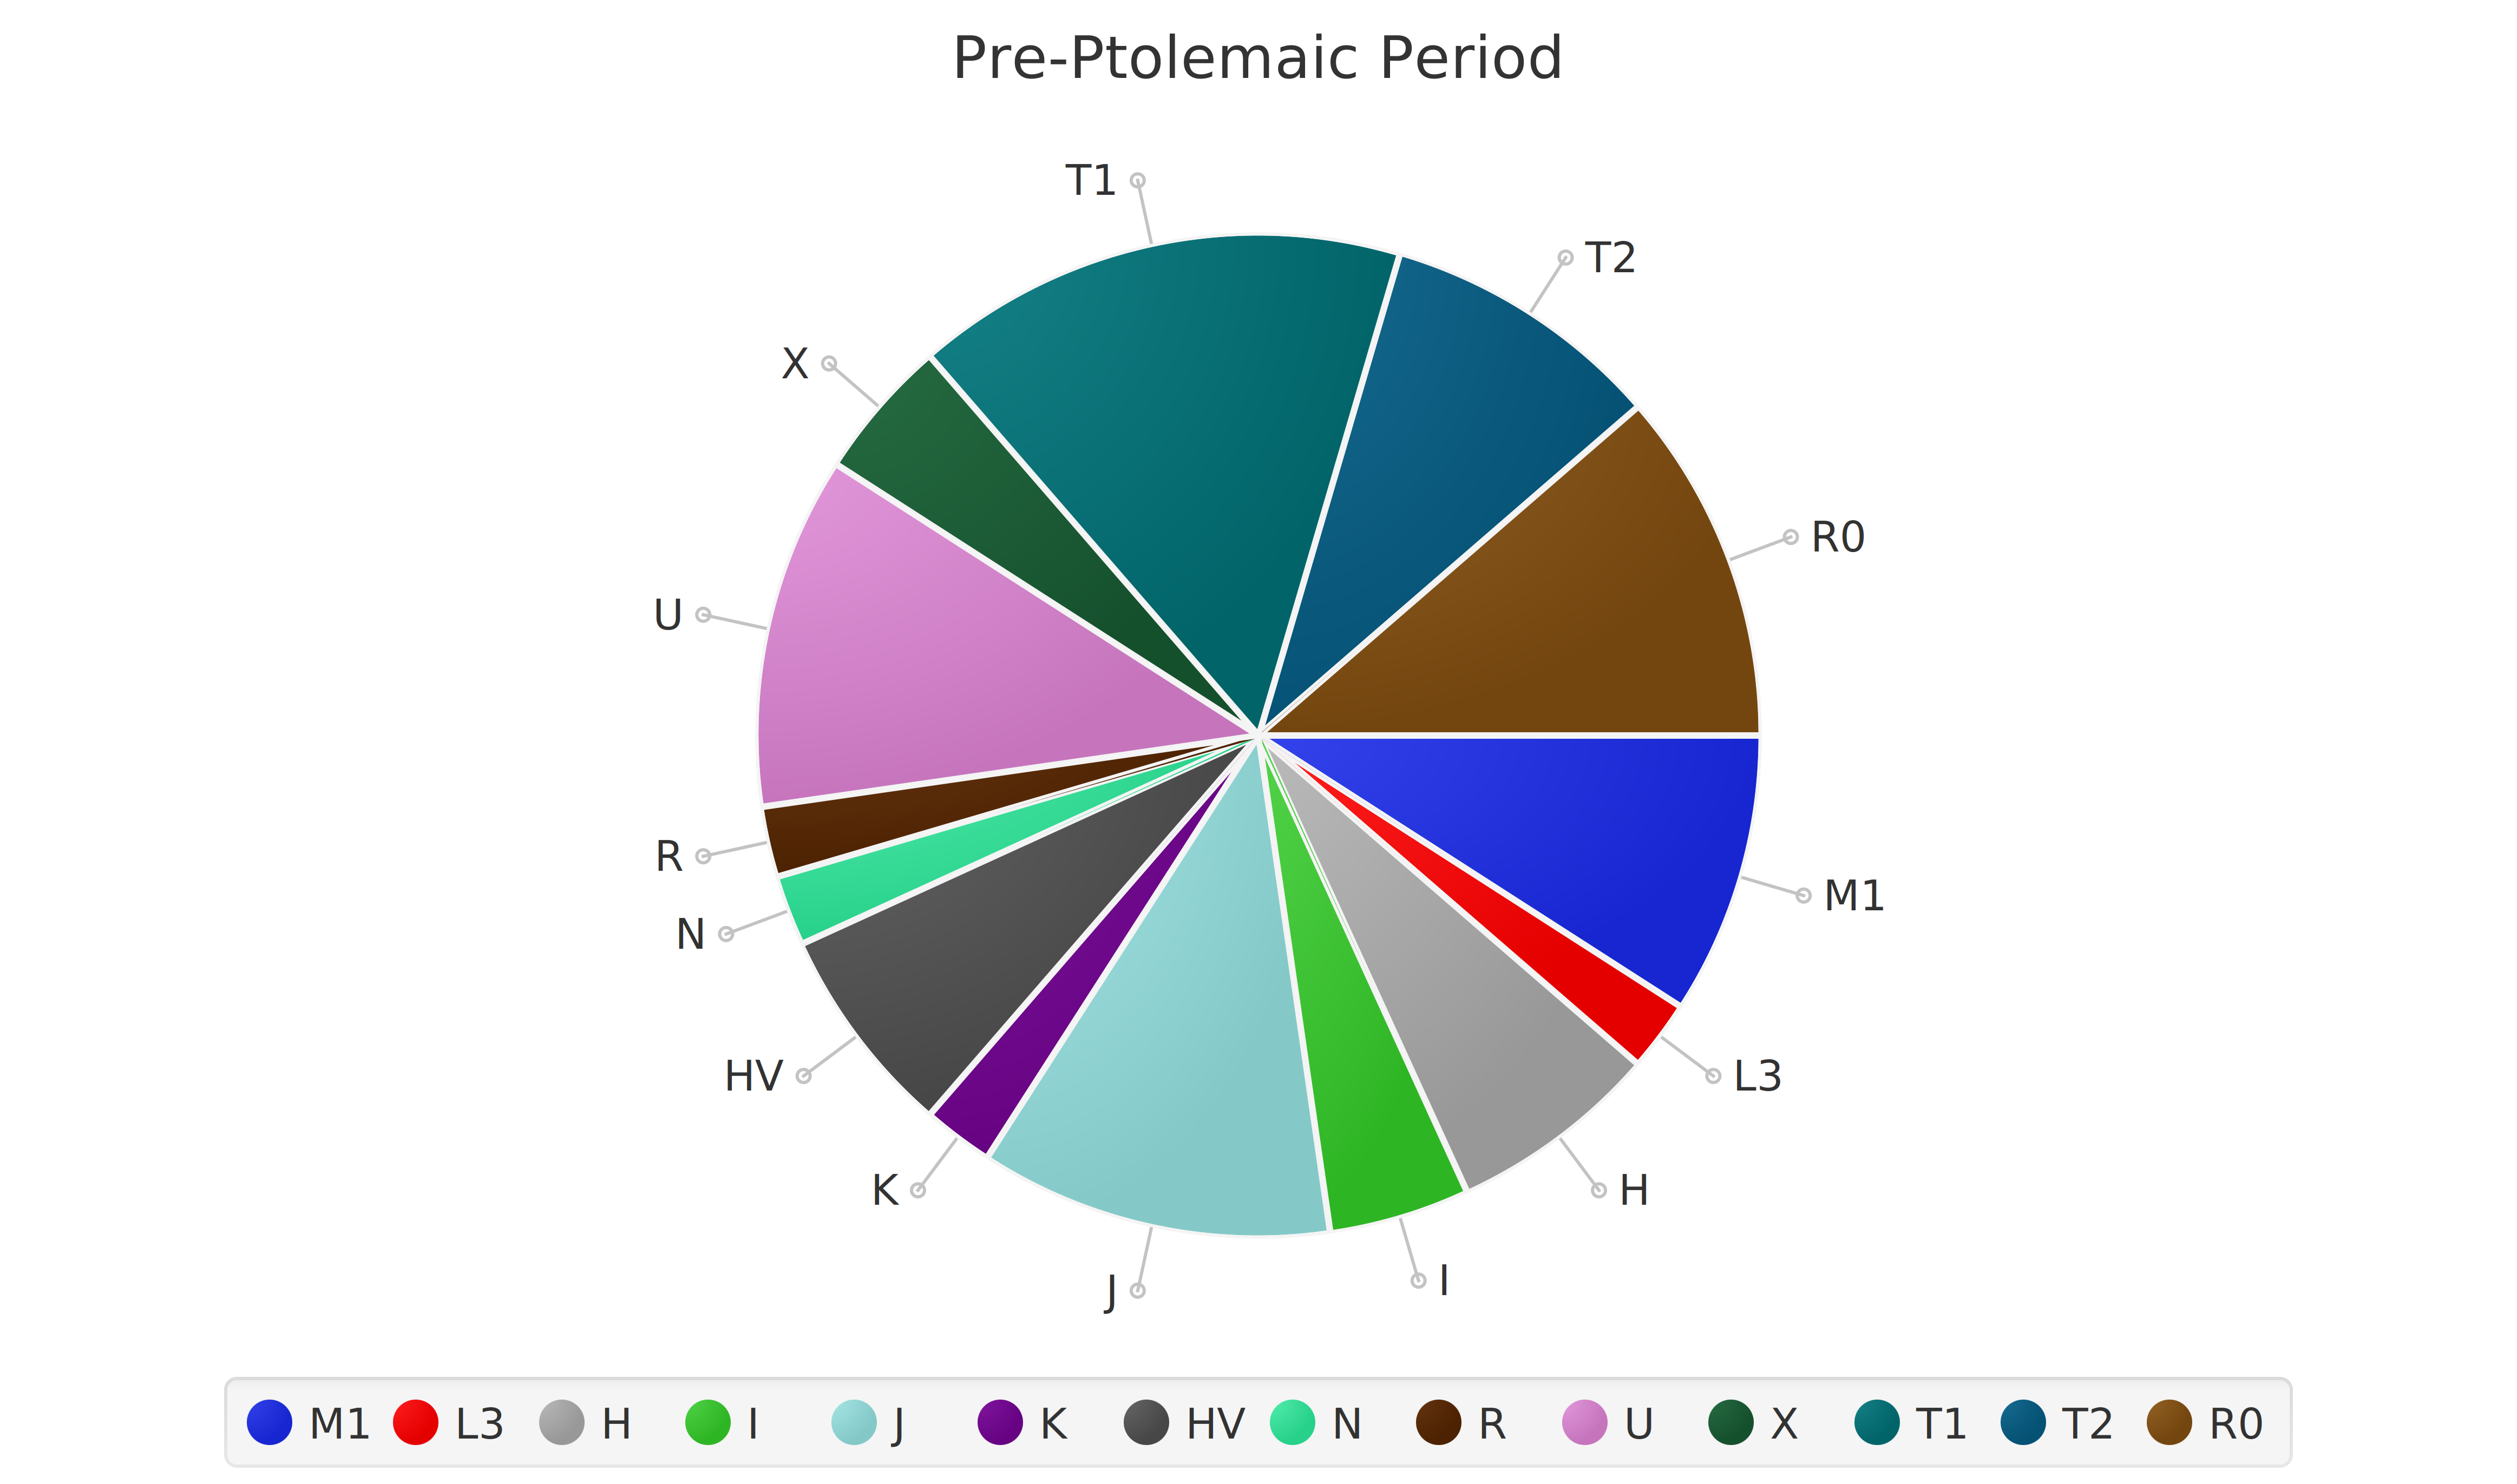 Pre-Ptolemaic Period
T1
T2
X
R0
U
R
M1
N
HV
L3
K
H
J
I
M1 L3 H I J K HV N R U X T1 T2 R0